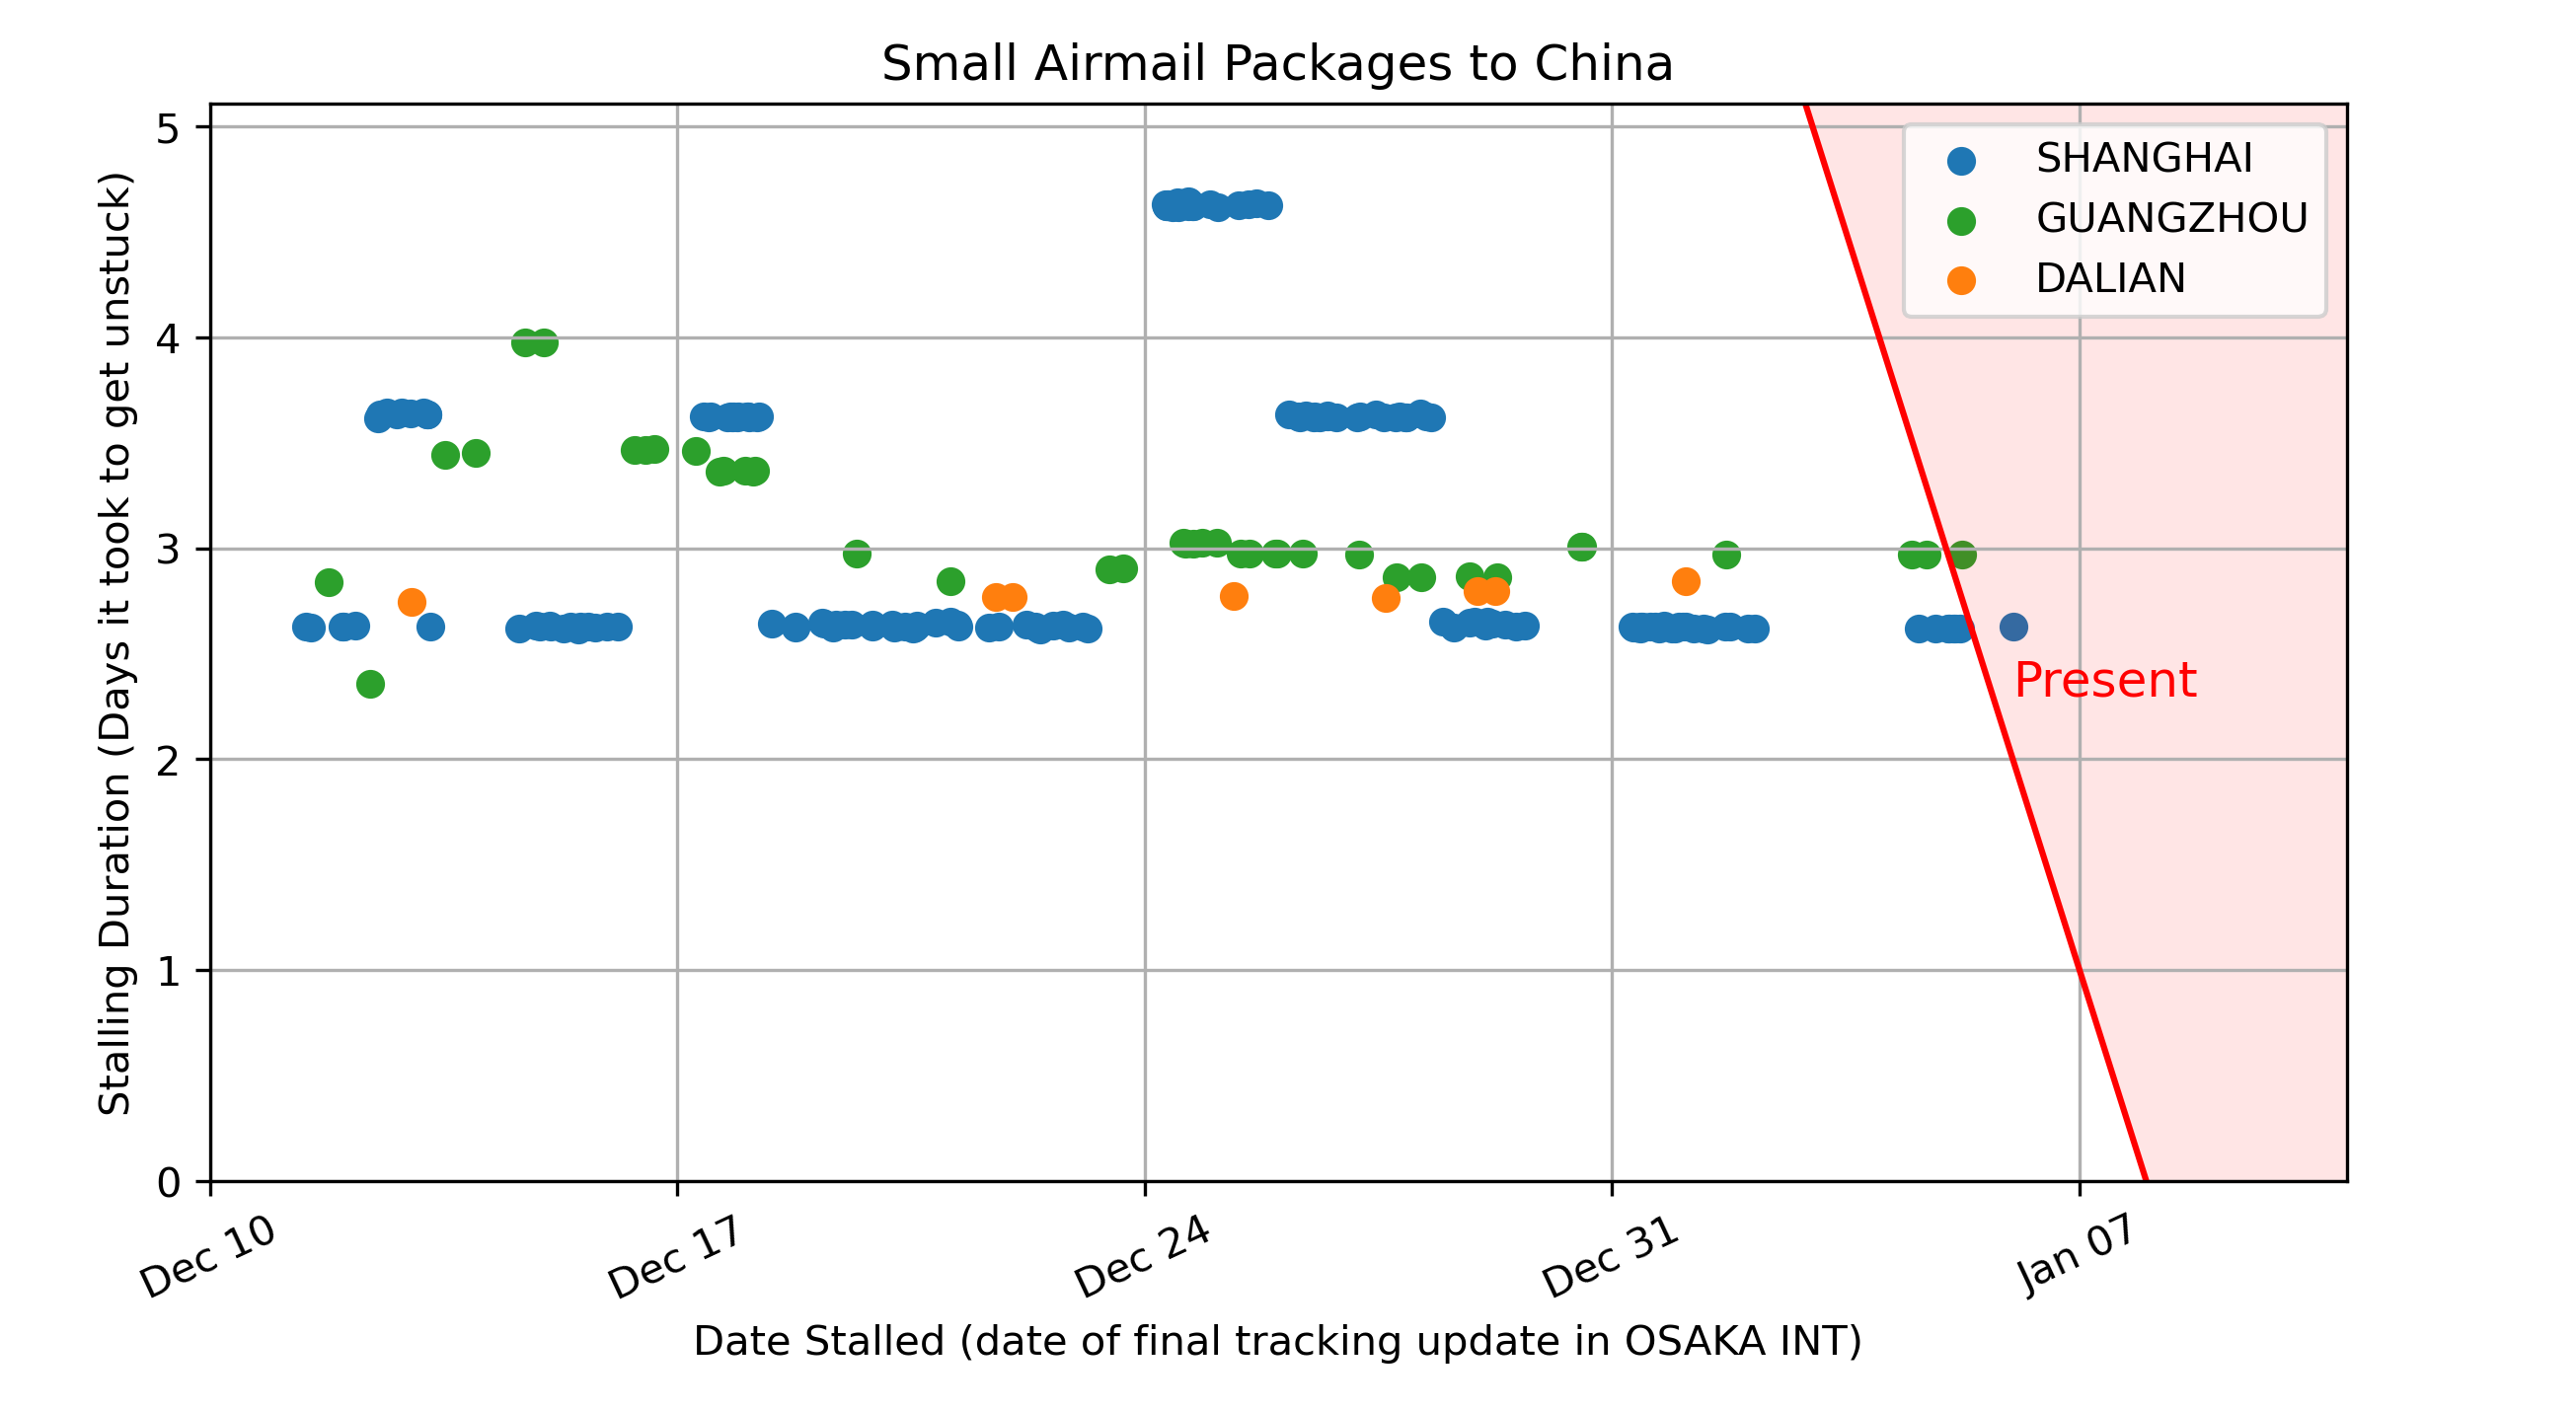 Small Airmail Packages to China
Stalling Duration (Days it took to get unstuck)
5
4
3
2
1
0
SHANGHAI
GUANGZHOU
DALIAN
Present
Dec 10
Dec 17
Dec 24
Dec 31
Jan 07
Date Stalled (date of final tracking update in OSAKA INT)